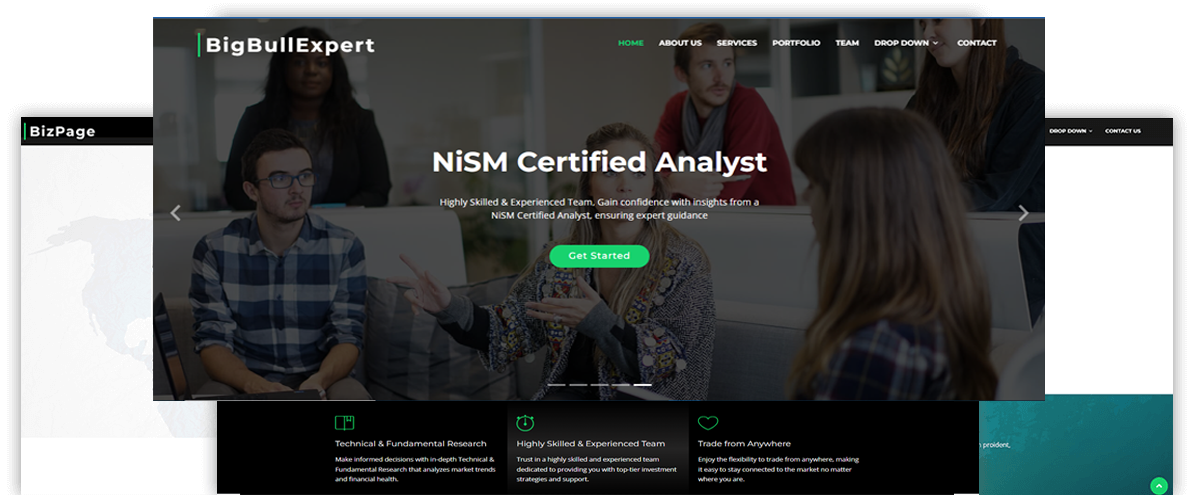 BigBullExpert
HOME ABOUT US SERVICES PORTFOLIO TEAM DROP DOWN CONTACT
BizPage
DROP DOWN CONTACT US
NiSM Certified Analyst
Highly Skilled & Experienced Team, Gain confidence with insights from a
NiSM Certified Analyst, ensuring expert guidance
Get Started
Technical & Fundamental Research
Make informed decisions with in-depth Technical &
Fundamental Research that analyzes market trends
and financial health.
Highly Skilled & Experienced Team
Trust in a highly skilled and experienced team
dedicated to providing you with top-tier investment
strategies and support.
Trade from Anywhere
Enjoy the flexibility to trade from anywhere, making
it easy to stay connected to the market no matter
where you are.
proident,